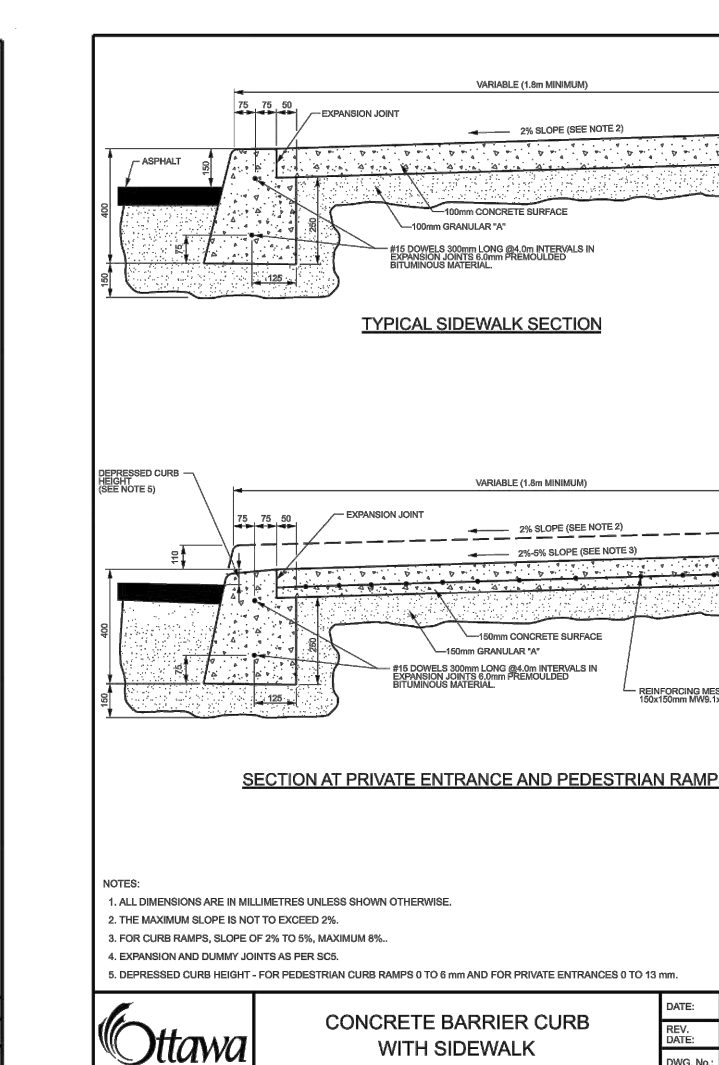 VARIABLE (1.8m MINIMUM)
75 75 50
EXPANSION JOINT
2% SLOPE (SEE NOTE 2)
ASPHALT
150
400
250
75
125
150
100mm CONCRETE SURFACE
100mm GRANULAR "A"
#15 DOWELS 300mm LONG @4.0m INTERVALS IN
EXPANSION JOINTS 6.0mm PREMOULDED
BITUMINOUS MATERIAL.
TYPICAL SIDEWALK SECTION
DEPRESSED CURB
HEIGHT
(SEE NOTE 5)
VARIABLE (1.8m MINIMUM)
75 75 50
EXPANSION JOINT
2% SLOPE (SEE NOTE 2)
2%-5% SLOPE (SEE NOTE 3)
110
400
250
75
125
150
150mm CONCRETE SURFACE
150mm GRANULAR "A"
#15 DOWELS 300mm LONG @4.0m INTERVALS IN
EXPANSION JOINTS 6.0mm PREMOULDED
BITUMINOUS MATERIAL.
REINFORCING MES
150x150mm MW9.1x
SECTION AT PRIVATE ENTRANCE AND PEDESTRIAN RAMP
NOTES:
1. ALL DIMENSIONS ARE IN MILLIMETRES UNLESS SHOWN OTHERWISE.
2. THE MAXIMUM SLOPE IS NOT TO EXCEED 2%.
3. FOR CURB RAMPS, SLOPE OF 2% TO 5%, MAXIMUM 8%..
4. EXPANSION AND DUMMY JOINTS AS PER SC5.
5. DEPRESSED CURB HEIGHT - FOR PEDESTRIAN CURB RAMPS 0 TO 6 mm AND FOR PRIVATE ENTRANCES 0 TO 13 mm.
Ottawa
CONCRETE BARRIER CURB
WITH SIDEWALK
DATE:
REV.
DATE:
DWG. No.: